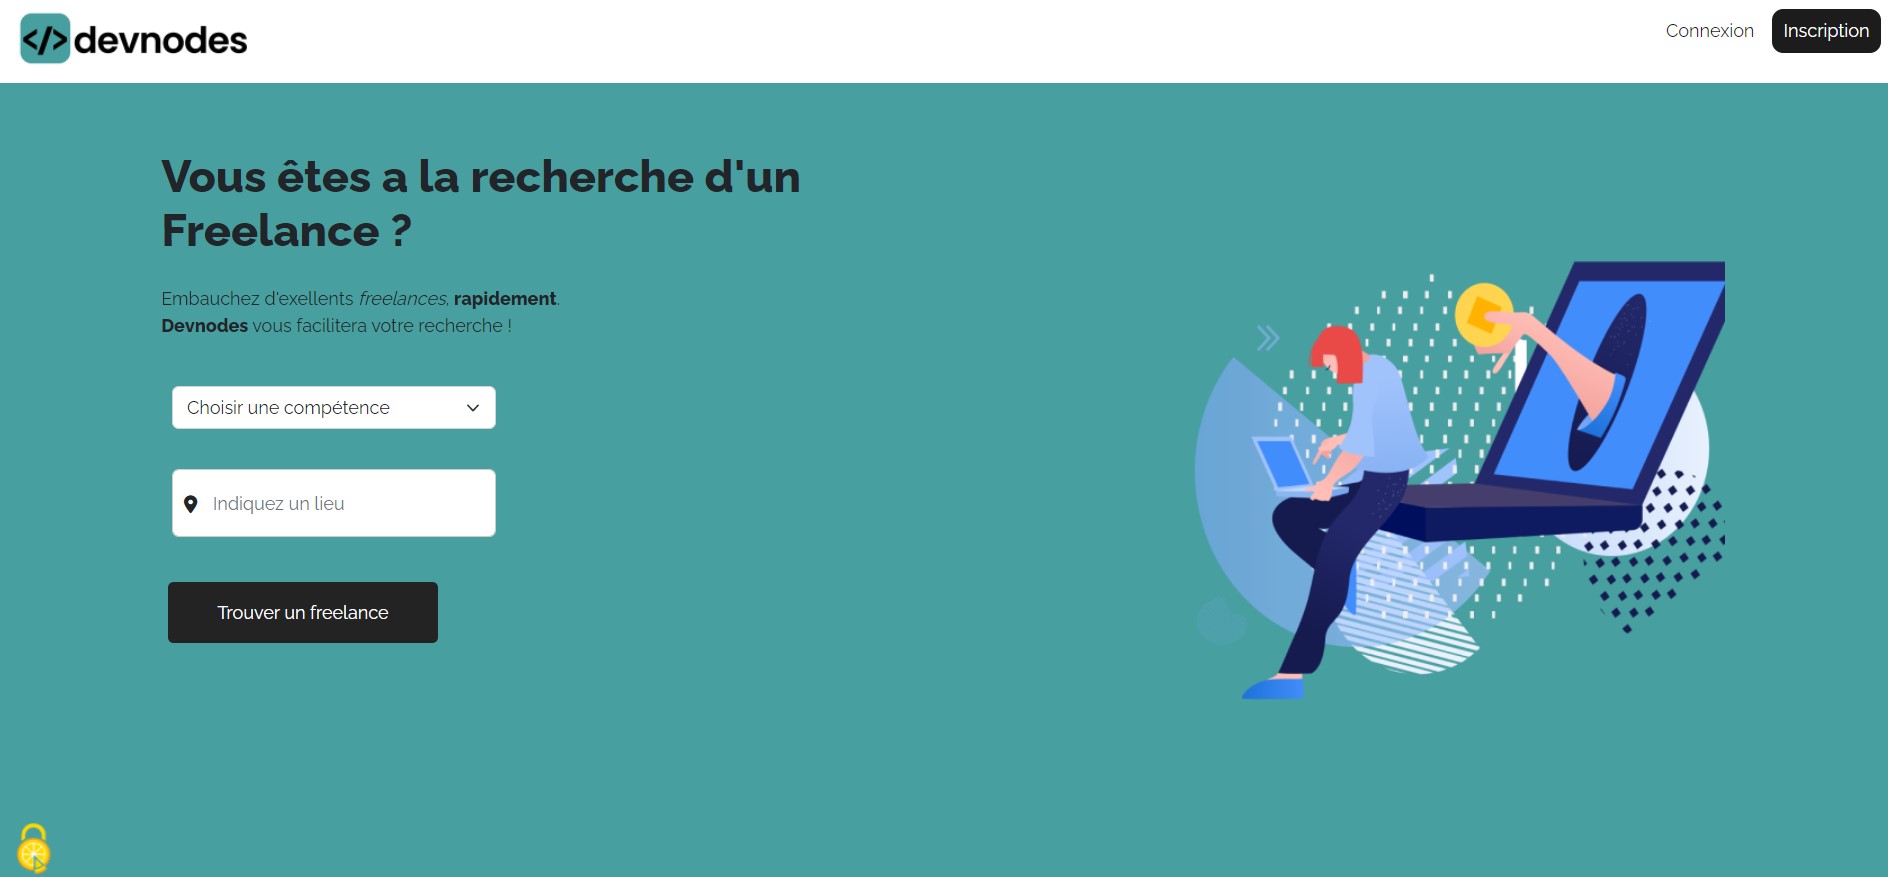 </> devnodes
Connexion
Inscription
Vous êtes a la recherche d'un
Freelance ?
Embauchez d'exellents freelances, rapidement.
Devnodes vous facilitera votre recherche !
Choisir une compétence
Indiquez un lieu
Trouver un freelance